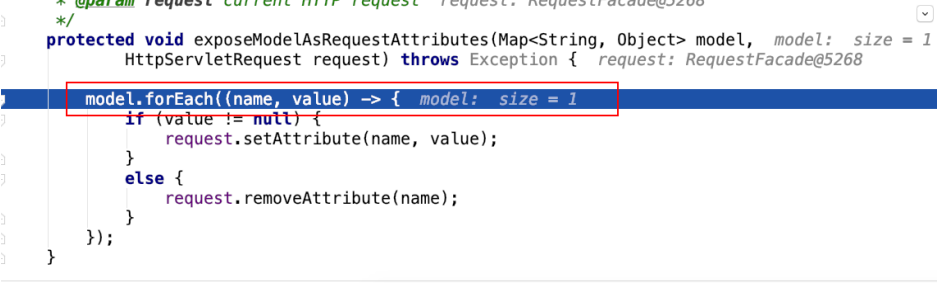 * @param request current HTTP request request: RequestFacade@5268
*/
protected void exposeModelAsRequestAttributes(Map<String, Object> model, model: size = 1
HttpServletRequest request) throws Exception { request: RequestFacade@5268
model.forEach((name, value) -> { model: size = 1
if (value != null) {
request.setAttribute(name, value);
}
else {
request.removeAttribute(name);
}
});
}